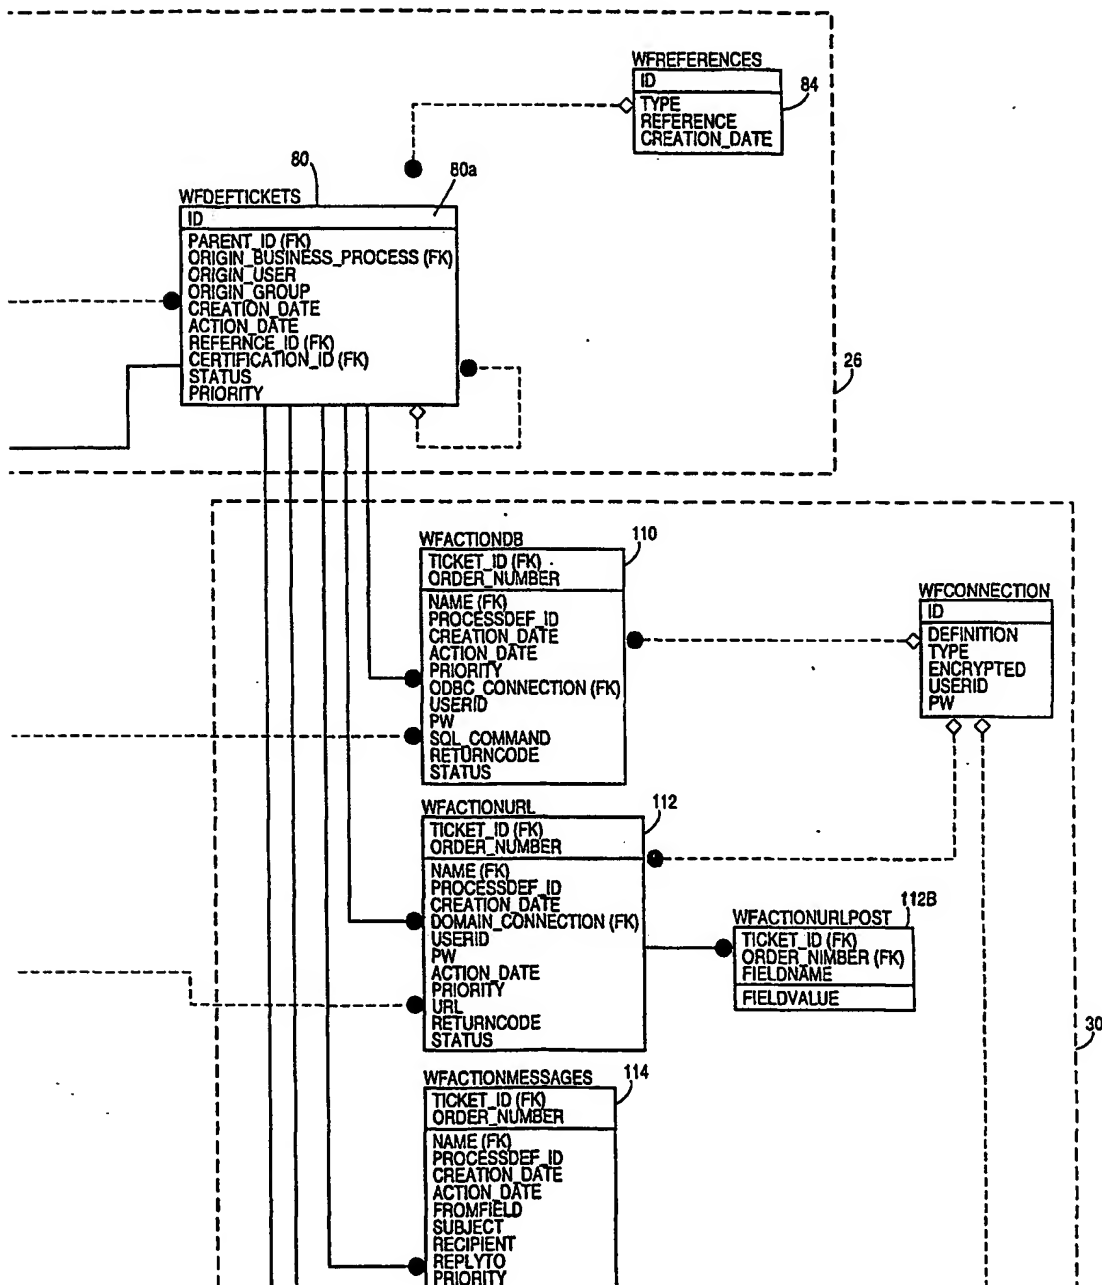 WFREFERENCES
ID
TYPE
REFERENCE
CREATION_DATE
84
80
80a
WFDEFTICKETS
ID
PARENT_ID (FK)
ORIGIN_BUSINESS_PROCESS (FK)
ORIGIN_USER
ORIGIN_GROUP
CREATION_DATE
ACTION_DATE
REFERNCE_ID (FK)
CERTIFICATION_ID (FK)
STATUS
PRIORITY
26
WFACTIONDB
110
TICKET_ID (FK)
ORDER_NUMBER
NAME (FK)
PROCESSDEF_ID
CREATION_DATE
ACTION_DATE
PRIORITY
ODBC_CONNECTION (FK)
USERID
PW
SQL_COMMAND
RETURNCODE
STATUS
WFCONNECTION
ID
DEFINITION
TYPE
ENCRYPTED
USERID
PW
WFACTIONURL
112
TICKET_ID (FK)
ORDER_NUMBER
NAME (FK)
PROCESSDEF_ID
CREATION_DATE
DOMAIN_CONNECTION (FK)
USERID
PW
ACTION_DATE
PRIORITY
URL
RETURNCODE
STATUS
WFACTIONURLPOST
112B
TICKET_ID (FK)
ORDER_NIMBER (FK)
FIELDNAME
FIELDVALUE
30
WFACTIONMESSAGES
114
TICKET_ID (FK)
ORDER_NUMBER
NAME (FK)
PROCESSDEF_ID
CREATION_DATE
ACTION_DATE
FROMFIELD
SUBJECT
RECIPIENT
REPLYTO
PRIORITY